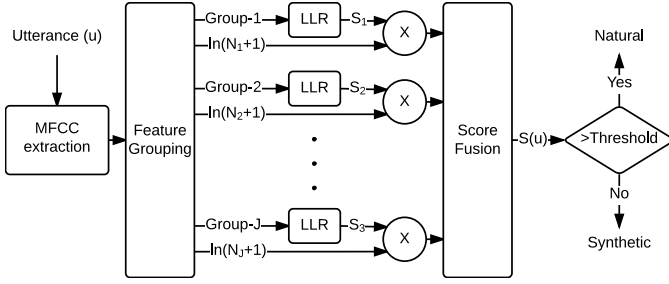 Utterance (u)
MFCC
extraction
Feature
Grouping
Group-1
LLR
S₁
X
ln(N₁+1)
Group-2
LLR
S₂
X
ln(N₂+1)
Group-J
LLR
S₃
X
ln(N_J+1)
Score
Fusion
S(u)
>Threshold
Yes
Natural
No
Synthetic